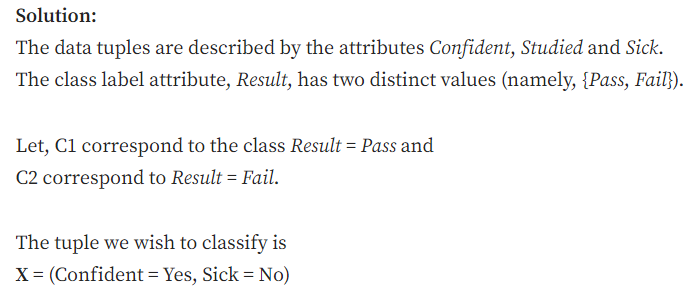 Solution:
The data tuples are described by the attributes Confident, Studied and Sick.
The class label attribute, Result, has two distinct values (namely, {Pass, Fail}).
Let, C1 correspond to the class Result = Pass and
C2 correspond to Result = Fail.
The tuple we wish to classify is
X = (Confident = Yes, Sick = No)